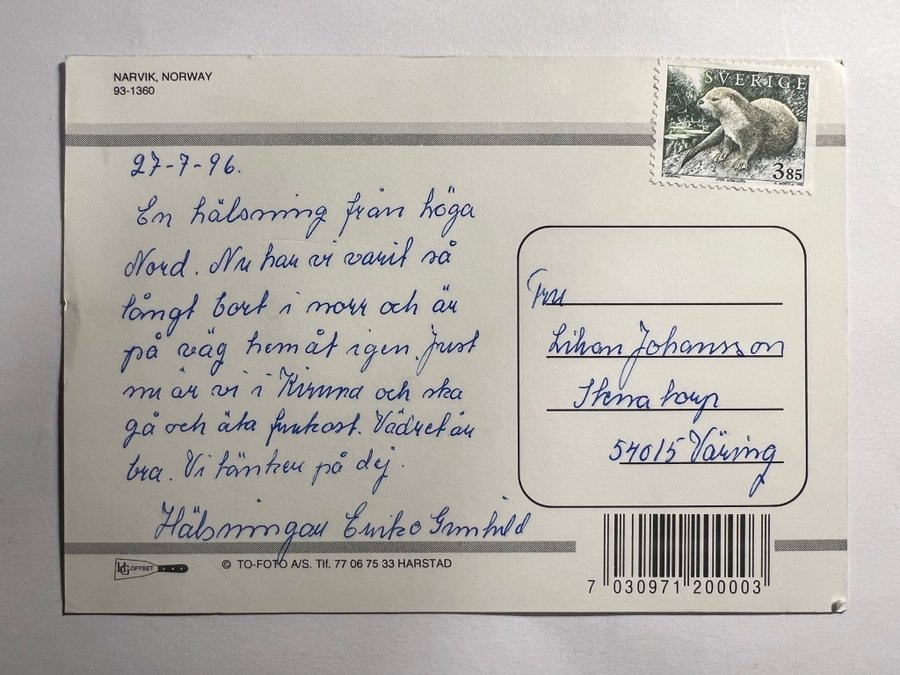 NARVIK, NORWAY
93-1360
SVERIGE
3 85
27-7-96.
En hälsning från höga
Nord. Nu har vi varit så
långt bort i norr och är
på väg hemåt igen. Just
nu är vi i Kiruna och ska
gå och äta frukost. Vädret är
bra. Vi tänker på dej.
Hälsningar Gunhild
Fru
Johansson
Stenatorp
54015 Väring
HG OFFSET
© TO-FOTO A/S. Tlf. 77 06 75 33 HARSTAD
7 030971 200003